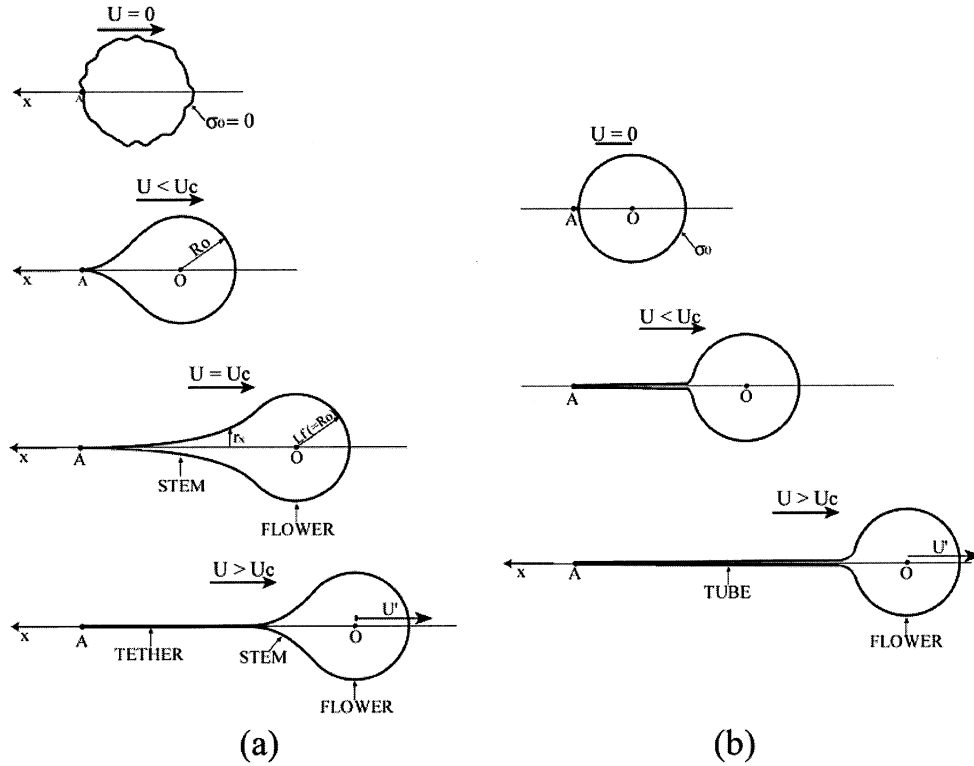 U = 0
A
x
σ₀ = 0
U < Uc
Ro
x
A
O
U = Uc
rx
Lf(=Ro)
O
x
A
STEM
FLOWER
U > Uc
U'
x
A
O
TETHER
STEM
FLOWER
(a)
U = 0
A
O
σ₀
U < Uc
A
O
U > Uc
U'
x
A
O
TUBE
FLOWER
(b)